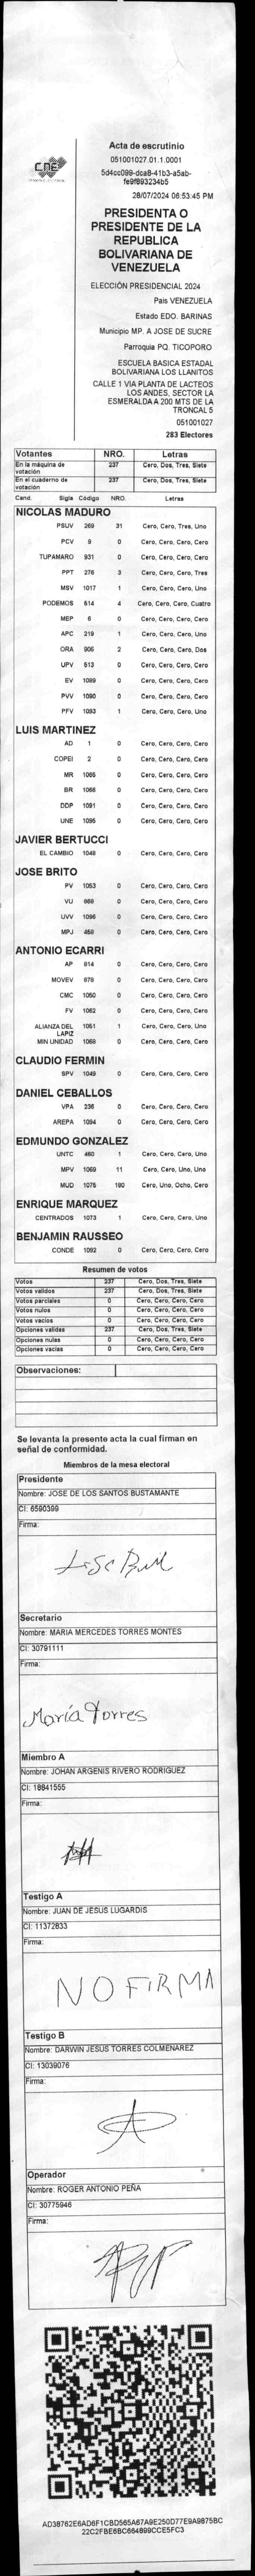 CNE
Acta de escrutinio
051001027.01.1.0001
5d4cc099-dca8-41b3-a5ab-
fe9f893234b5
28/07/2024 06:53:45 PM
PRESIDENTA O
PRESIDENTE DE LA
REPUBLICA
BOLIVARIANA DE
VENEZUELA
ELECCIÓN PRESIDENCIAL 2024
Pais VENEZUELA
Estado EDO. BARINAS
Municipio MP. A JOSE DE SUCRE
Parroquia PQ. TICOPORO
ESCUELA BASICA ESTADAL
BOLIVARIANA LOS LLANITOS
CALLE 1 VIA PLANTA DE LACTEOS
LOS ANDES, SECTOR LA
ESMERALDA A 200 MTS DE LA
TRONCAL 5
051001027
283 Electores
Votantes NRO. Letras
En la máquina de votación 237 Cero, Dos, Tres, Siete
En el cuaderno de votación 237 Cero, Dos, Tres, Siete
Cand. Sigla Código NRO. Letras
NICOLAS MADURO
PSUV 269 31 Cero, Cero, Tres, Uno
PCV 9 0 Cero, Cero, Cero, Cero
TUPAMARO 931 0 Cero, Cero, Cero, Cero
PPT 276 3 Cero, Cero, Cero, Tres
MSV 1017 1 Cero, Cero, Cero, Uno
PODEMOS 514 4 Cero, Cero, Cero, Cuatro
MEP 6 0 Cero, Cero, Cero, Cero
APC 219 1 Cero, Cero, Cero, Uno
ORA 906 2 Cero, Cero, Cero, Dos
UPV 513 0 Cero, Cero, Cero, Cero
EV 1089 0 Cero, Cero, Cero, Cero
PVV 1090 0 Cero, Cero, Cero, Cero
PFV 1093 1 Cero, Cero, Cero, Uno
LUIS MARTINEZ
AD 1 0 Cero, Cero, Cero, Cero
COPEI 2 0 Cero, Cero, Cero, Cero
MR 1065 0 Cero, Cero, Cero, Cero
BR 1066 0 Cero, Cero, Cero, Cero
DDP 1091 0 Cero, Cero, Cero, Cero
UNE 1095 0 Cero, Cero, Cero, Cero
JAVIER BERTUCCI
EL CAMBIO 1048 0 Cero, Cero, Cero, Cero
JOSE BRITO
PV 1053 0 Cero, Cero, Cero, Cero
VU 869 0 Cero, Cero, Cero, Cero
UVV 1096 0 Cero, Cero, Cero, Cero
MPJ 458 0 Cero, Cero, Cero, Cero
ANTONIO ECARRI
AP 814 0 Cero, Cero, Cero, Cero
MOVEV 878 0 Cero, Cero, Cero, Cero
CMC 1050 0 Cero, Cero, Cero, Cero
FV 1062 0 Cero, Cero, Cero, Cero
ALIANZA DEL LAPIZ 1051 1 Cero, Cero, Cero, Uno
MIN UNIDAD 1068 0 Cero, Cero, Cero, Cero
CLAUDIO FERMIN
SPV 1049 0 Cero, Cero, Cero, Cero
DANIEL CEBALLOS
VPA 236 0 Cero, Cero, Cero, Cero
AREPA 1094 0 Cero, Cero, Cero, Cero
EDMUNDO GONZALEZ
UNTC 460 1 Cero, Cero, Cero, Uno
MPV 1069 11 Cero, Cero, Uno, Uno
MUD 1075 180 Cero, Uno, Ocho, Cero
ENRIQUE MARQUEZ
CENTRADOS 1073 1 Cero, Cero, Cero, Uno
BENJAMIN RAUSSEO
CONDE 1092 0 Cero, Cero, Cero, Cero
Resumen de votos
Votos 237 Cero, Dos, Tres, Siete
Votos validos 237 Cero, Dos, Tres, Siete
Votos parciales 0 Cero, Cero, Cero, Cero
Votos nulos 0 Cero, Cero, Cero, Cero
Votos vacios 0 Cero, Cero, Cero, Cero
Opciones validas 237 Cero, Dos, Tres, Siete
Opciones nulas 0 Cero, Cero, Cero, Cero
Opciones vacias 0 Cero, Cero, Cero, Cero
Observaciones:
Se levanta la presente acta la cual firman en
señal de conformidad.
Miembros de la mesa electoral
Presidente
Nombre: JOSE DE LOS SANTOS BUSTAMANTE
CI: 6590399
Firma:
Secretario
Nombre: MARIA MERCEDES TORRES MONTES
CI: 30791111
Firma:
María Torres
Miembro A
Nombre: JOHAN ARGENIS RIVERO RODRIGUEZ
CI: 18841555
Firma:
Testigo A
Nombre: JUAN DE JESUS LUGARDIS
CI: 11372833
Firma:
NO FIRMA
Testigo B
Nombre: DARWIN JESUS TORRES COLMENAREZ
CI: 13039076
Firma:
Operador
Nombre: ROGER ANTONIO PEÑA
CI: 30775946
Firma:
AD38762E6AD6F1CBD565A67A9E250D77E9A9875BC
22C2FBE6BC664899CCE5FC3